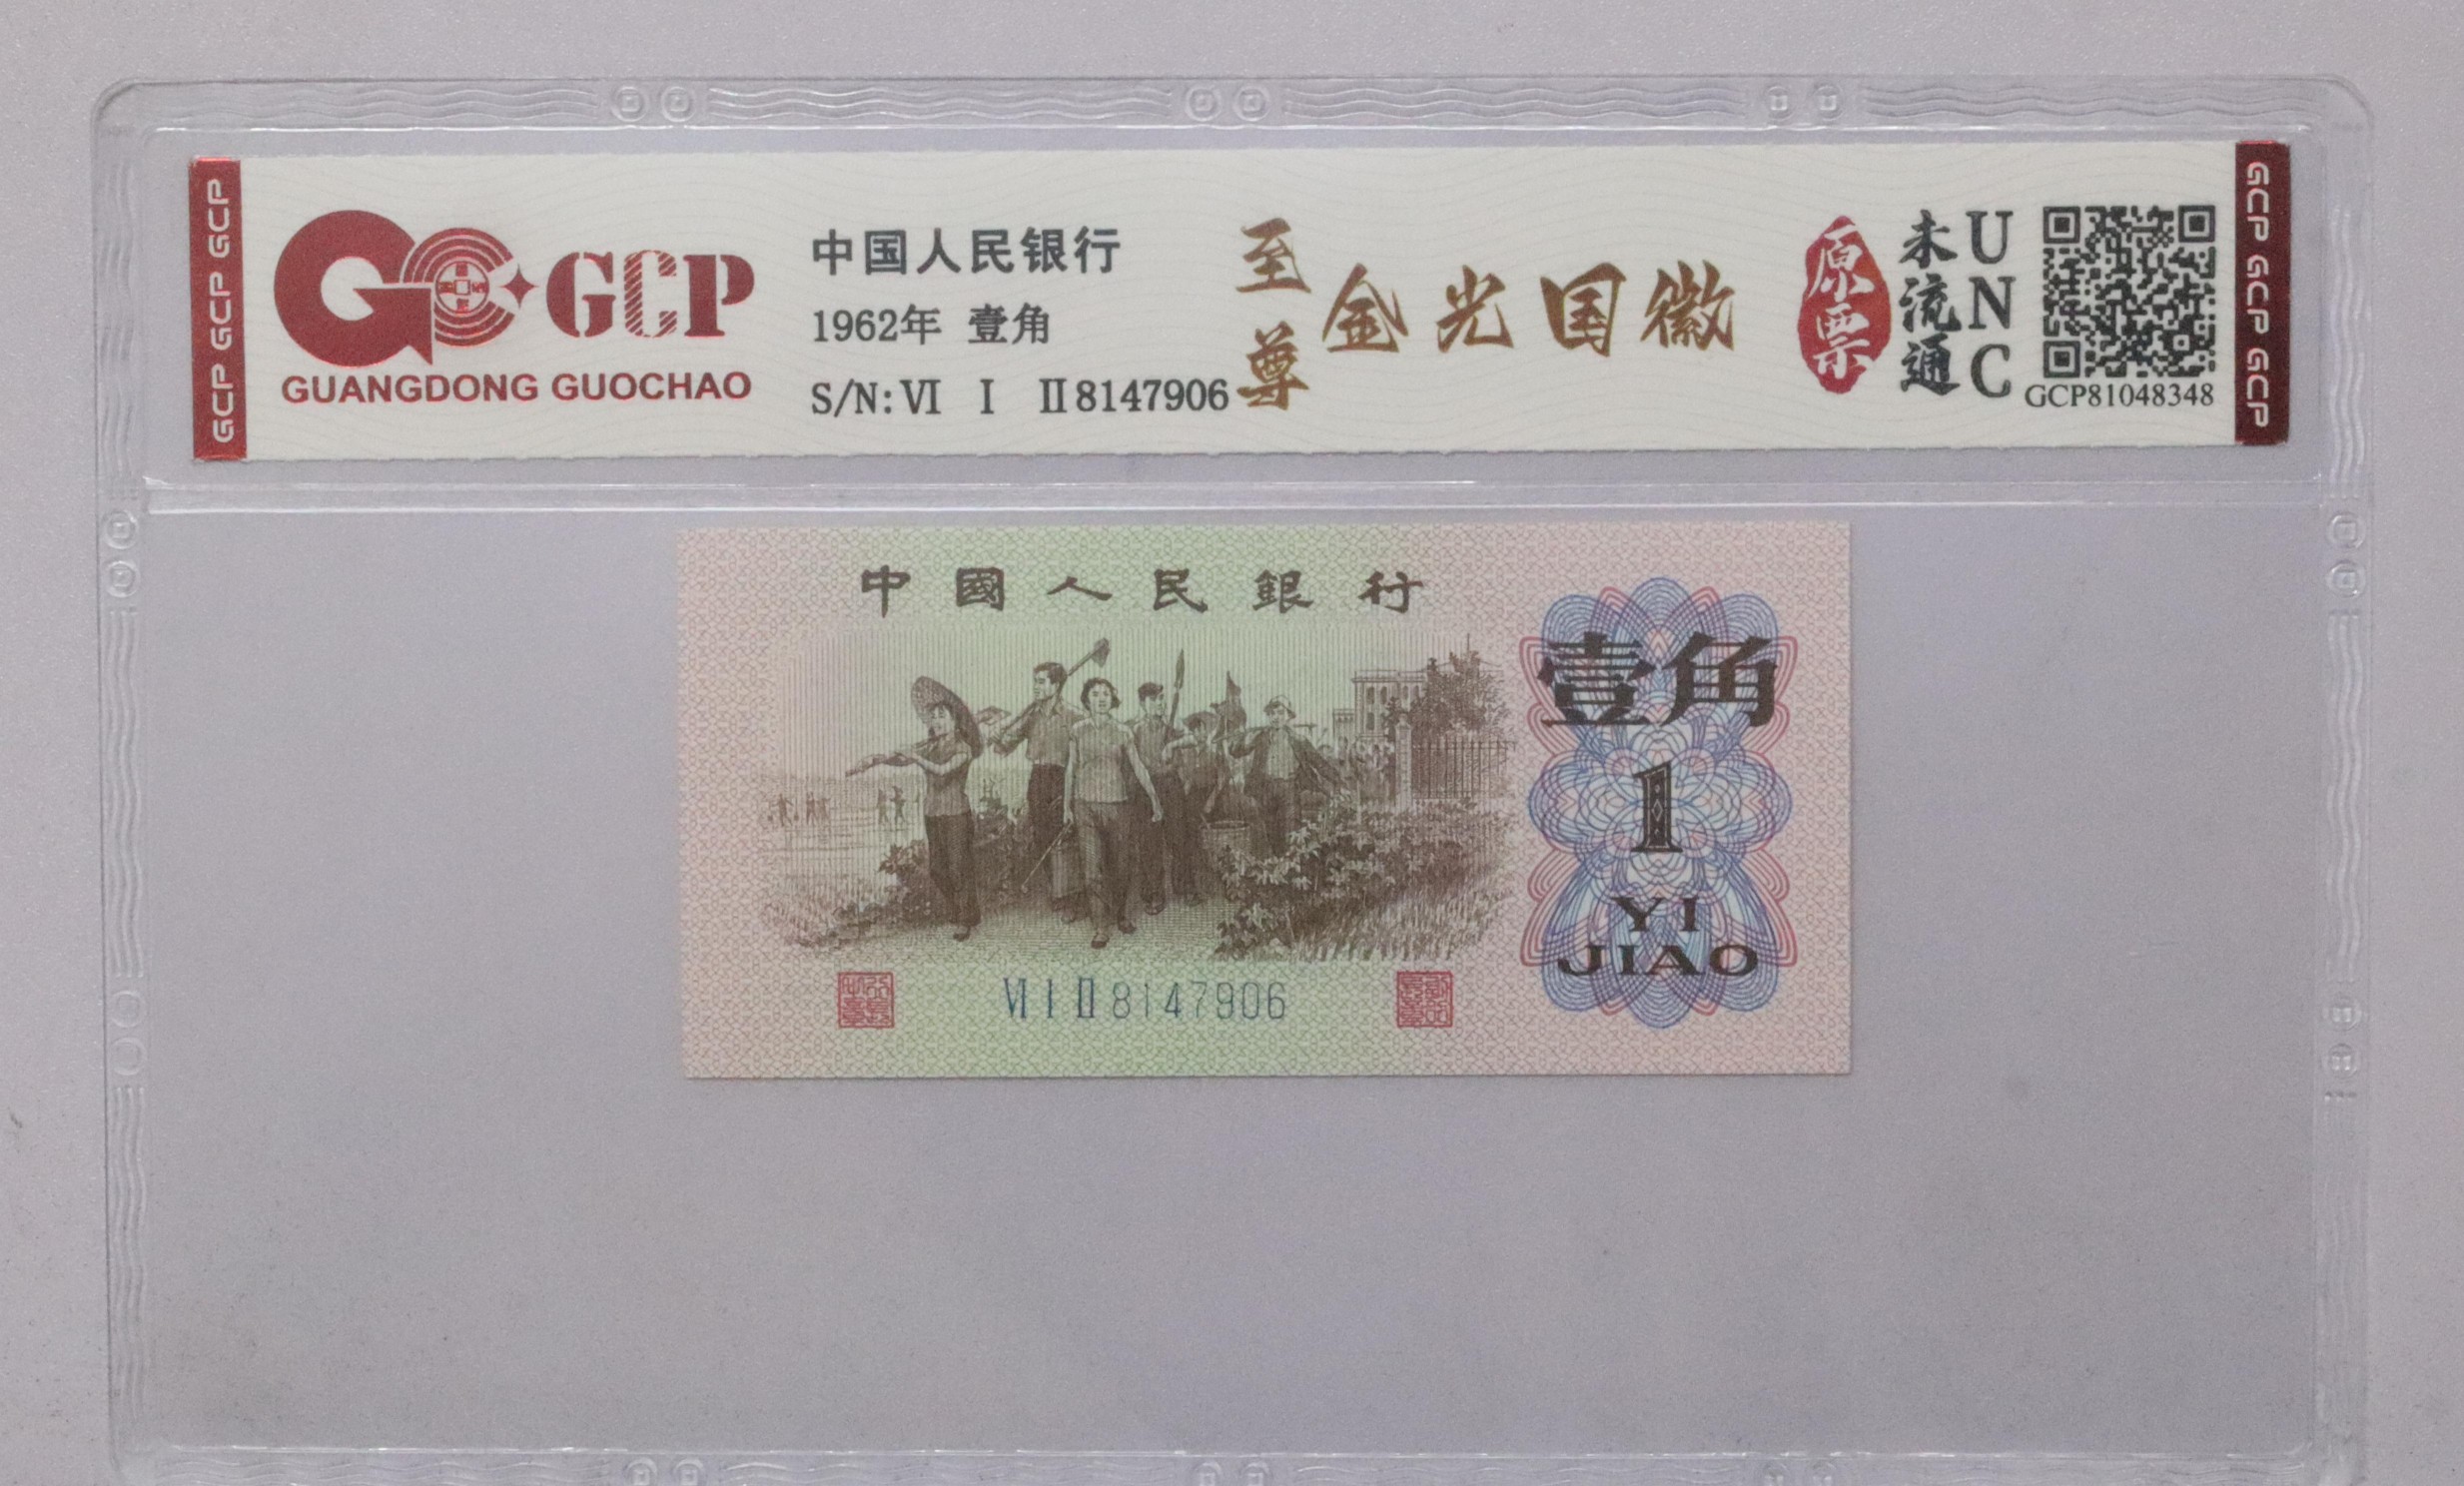 GCP GCP GCP
GCP
GUANGDONG GUOCHAO
中国人民银行
1962年 壹角
S/N: Ⅵ Ⅰ Ⅱ8147906
至尊
金光国徽
原票
未流通
UNC
GCP81048348
GCP GCP GCP
中國人民銀行
壹角
1
YI
JIAO
Ⅵ Ⅰ Ⅱ 8147906